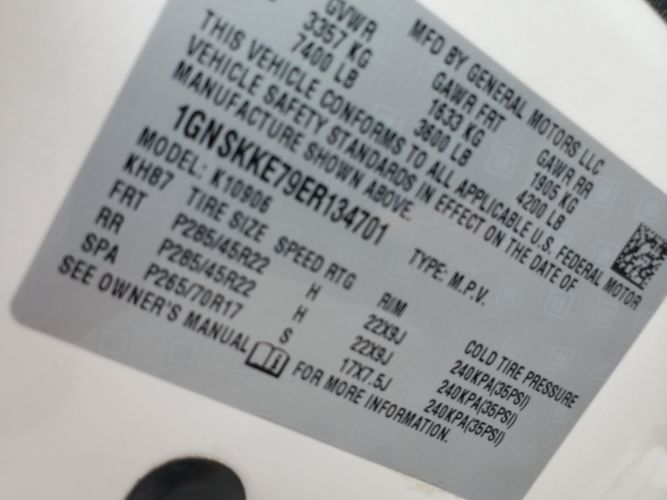 MFD BY GENERAL MOTORS LLC
GVWR GAWR FRT GAWR RR
3357 KG 1633 KG 1905 KG
7400 LB 3600 LB 4200 LB
THIS VEHICLE CONFORMS TO ALL APPLICABLE U.S. FEDERAL MOTOR
VEHICLE SAFETY STANDARDS IN EFFECT ON THE DATE OF
MANUFACTURE SHOWN ABOVE.
1GNSKKE79ER134701 TYPE: M.P.V.
MODEL: K10906
KH87 TIRE SIZE SPEED RTG RIM COLD TIRE PRESSURE
FRT P285/45R22 H 22X9J 240KPA(35PSI)
RR P285/45R22 H 22X9J 240KPA(35PSI)
SPA P265/70R17 S 17X7.5J 240KPA(35PSI)
SEE OWNER'S MANUAL FOR MORE INFORMATION.